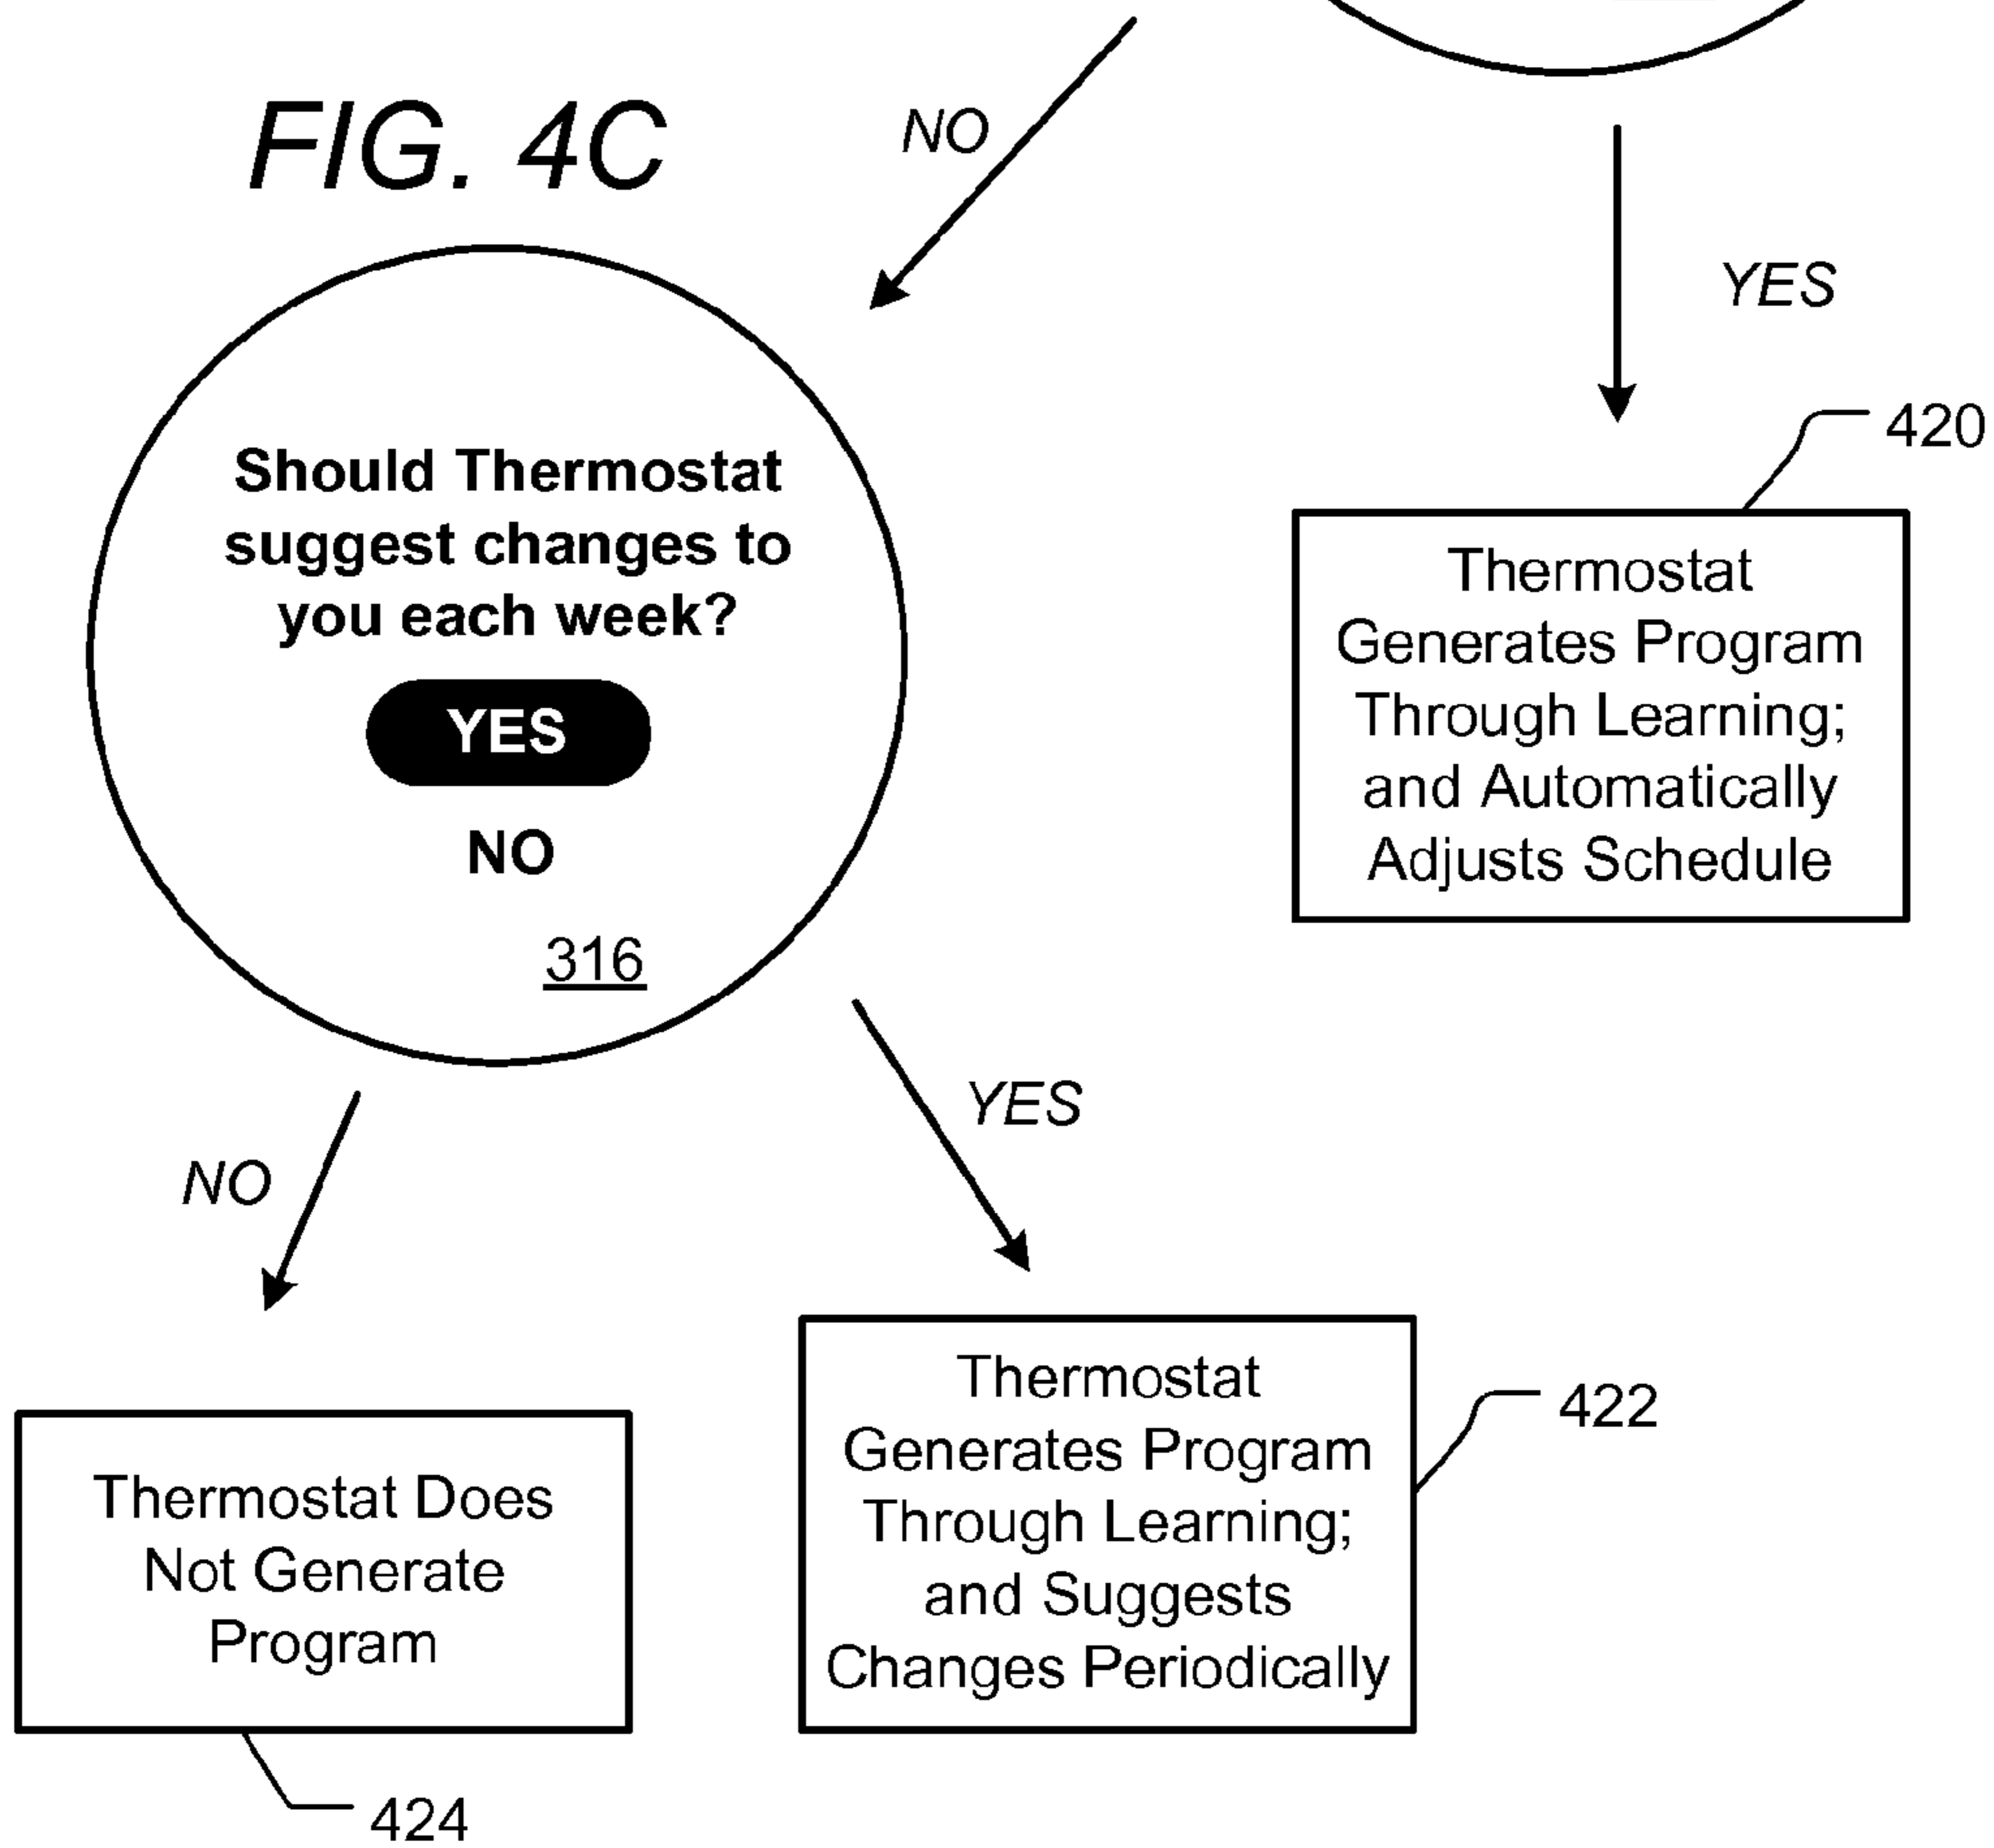 FIG. 4C
NO
YES
420
Should Thermostat
suggest changes to
you each week?
YES
NO
316
Thermostat
Generates Program
Through Learning;
and Automatically
Adjusts Schedule
NO
YES
Thermostat Does
Not Generate
Program
424
Thermostat
Generates Program
Through Learning;
and Suggests
Changes Periodically
422